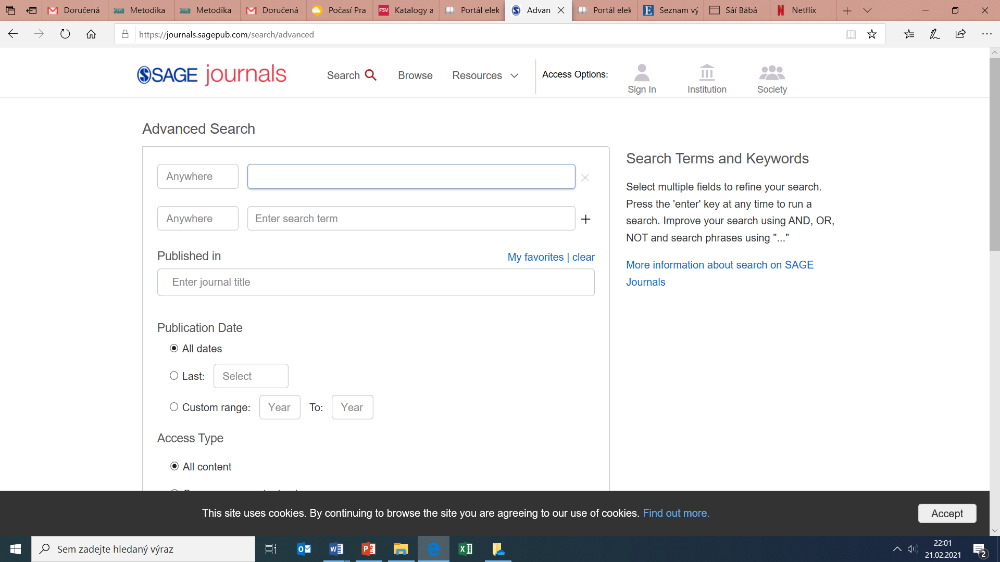 Doručená
Metodika
Metodika
Doručená
Počasí Pra
FSV Katalogy a
Portál elek
Advan
Portál elek
E Seznam vý
Sáí Bábá
N Netflix
https://journals.sagepub.com/search/advanced
SSAGE journals
Search
Browse
Resources
Access Options:
Sign In
Institution
Society
Advanced Search
Anywhere
Anywhere
Enter search term
Published in
My favorites | clear
Enter journal title
Publication Date
All dates
Last: Select
Custom range: Year To: Year
Access Type
All content
Search Terms and Keywords
Select multiple fields to refine your search.
Press the 'enter' key at any time to run a
search. Improve your search using AND, OR,
NOT and search phrases using "..."
More information about search on SAGE
Journals
This site uses cookies. By continuing to browse the site you are agreeing to our use of cookies. Find out more.
Accept
Sem zadejte hledaný výraz
22:01
21.02.2021
2